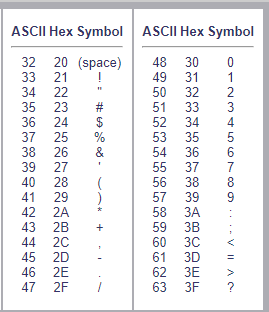 ASCII Hex Symbol
32 20 (space)
33 21 !
34 22 "
35 23 #
36 24 $
37 25 %
38 26 &
39 27 '
40 28 (
41 29 )
42 2A *
43 2B +
44 2C ,
45 2D -
46 2E .
47 2F /
ASCII Hex Symbol
48 30 0
49 31 1
50 32 2
51 33 3
52 34 4
53 35 5
54 36 6
55 37 7
56 38 8
57 39 9
58 3A :
59 3B ;
60 3C <
61 3D =
62 3E >
63 3F ?